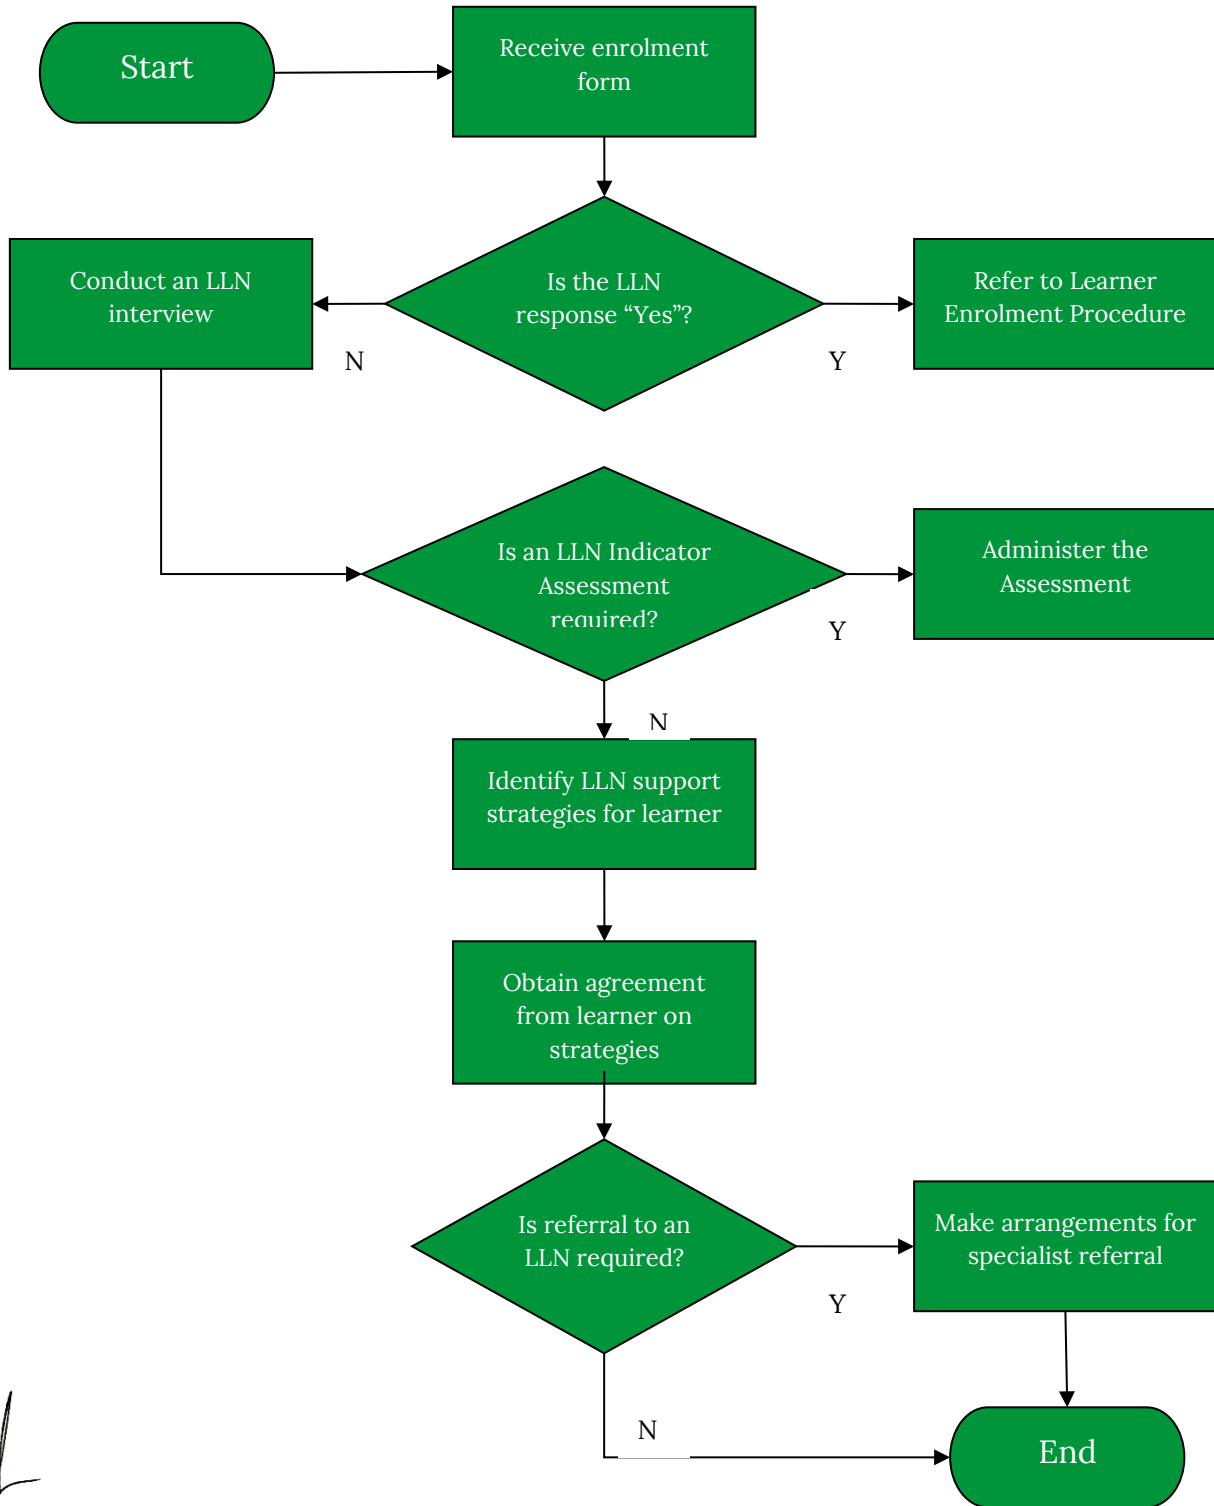 Start
Receive enrolment
form
Conduct an LLN
interview
Is the LLN
response “Yes”?
Refer to Learner
Enrolment Procedure
N
Y
Is an LLN Indicator
Assessment
required?
Administer the
Assessment
Y
N
Identify LLN support
strategies for learner
Obtain agreement
from learner on
strategies
Is referral to an
LLN required?
Make arrangements for
specialist referral
Y
N
End